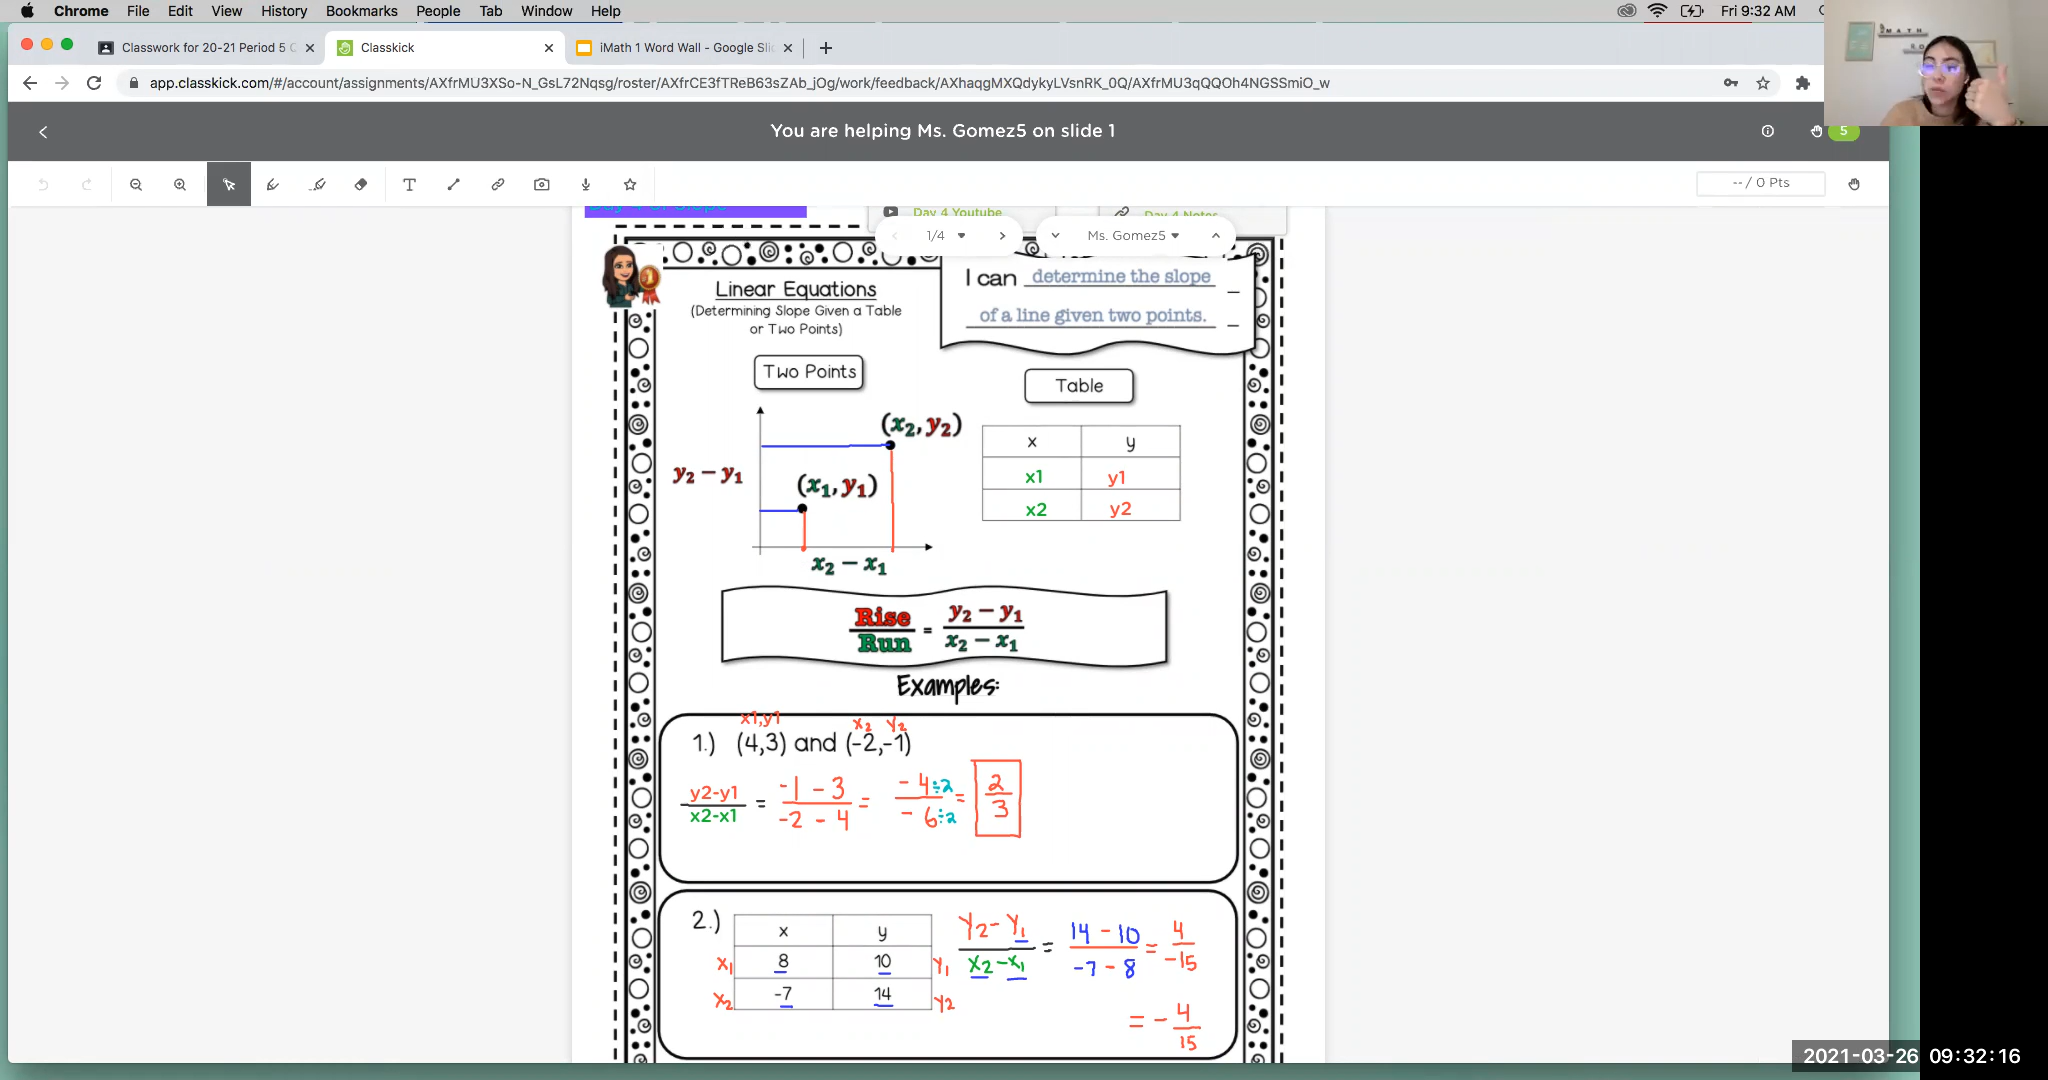 Chrome File Edit View History Bookmarks People Tab Window Help
Fri 9:32 AM
Classwork for 20-21 Period 5
Classkick
iMath 1 Word Wall - Google Sli
app.classkick.com/#/account/assignments/AXfrMU3XSo-N_GsL72Nqsg/roster/AXfrCE3fTReB63sZAb_jOg/work/feedback/AXhaqgMXQdykyLVsnRK_0Q/AXfrMU3qQQOh4NGSSmiO_w
You are helping Ms. Gomez5 on slide 1
5
-- / 0 Pts
Day 4 of Slope
Day 4 Youtube
Day 4 Notes
1/4
Ms. Gomez5
Linear Equations
(Determining Slope Given a Table
or Two Points)
I can determine the slope
of a line given two points.
Two Points
Table
(x₂, y₂)
y₂ − y₁
(x₁, y₁)
x₂ − x₁
x y
x1 y1
x2 y2
Rise/Run = y₂ − y₁/x₂ − x₁
Examples:
x1,y1 x₂ y₂
1.) (4,3) and (-2,-1)
y2-y1/x2-x1 = -1 - 3/-2 - 4 = -4÷2/-6÷2 = 2/3
2.)
x y
x₁ 8 10 y₁
x₂ -7 14 y₂
y₂-y₁/x₂-x₁ = 14 - 10/-7 - 8 = 4/-15
= - 4/15
2021-03-26 09:32:16